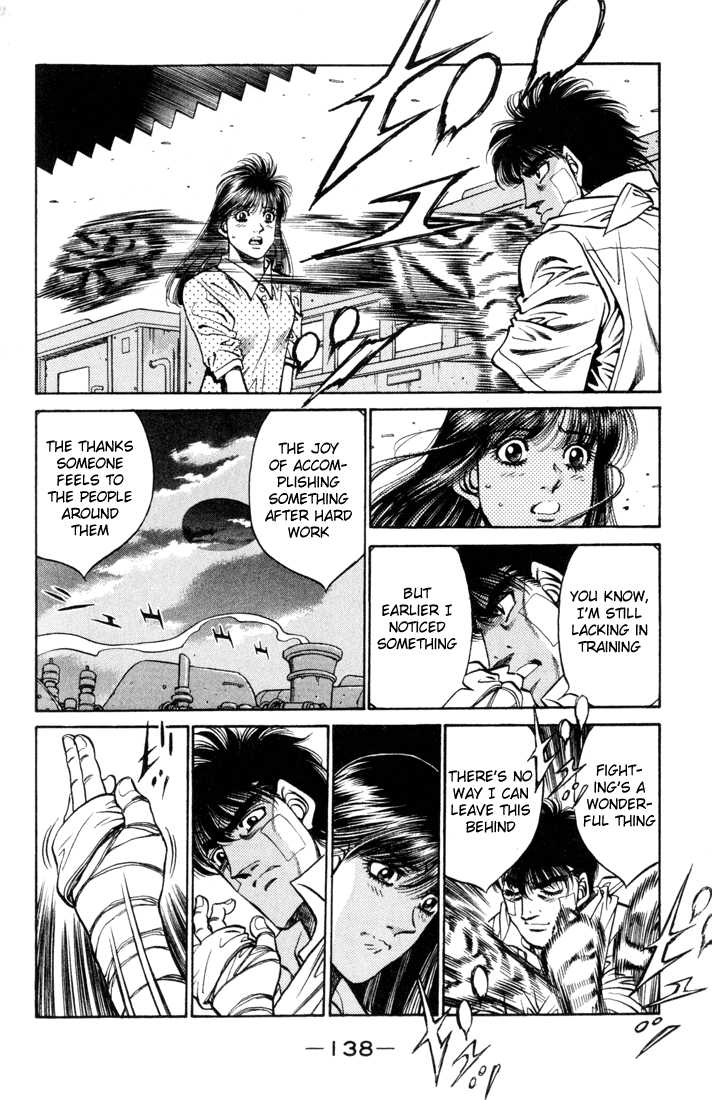 YOU KNOW,
I'M STILL
LACKING IN
TRAINING
BUT
EARLIER I
NOTICED
SOMETHING
THE JOY
OF ACCOM-
PLISHING
SOMETHING
AFTER HARD
WORK
THE THANKS
SOMEONE
FEELS TO
THE PEOPLE
AROUND
THEM
FIGHT-
ING'S A
WONDER-
FUL THING
THERE'S NO
WAY I CAN
LEAVE THIS
BEHIND
—138—